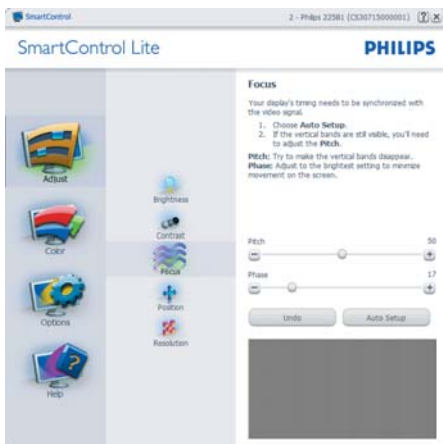 SmartControl
2 - Philips 225B1 (CS30715000001)
SmartControl Lite
PHILIPS
Adjust
Color
Options
Help
Brightness
Contrast
Focus
Position
Resolution
Focus
Your display's timing needs to be synchronized with
the video signal.
1. Choose Auto Setup.
2. If the vertical bands are still visible, you'll need
to adjust the Pitch.
Pitch: Try to make the vertical bands disappear.
Phase: Adjust to the brightest setting to minimize
movement on the screen.
Pitch 50
Phase 17
Undo
Auto Setup